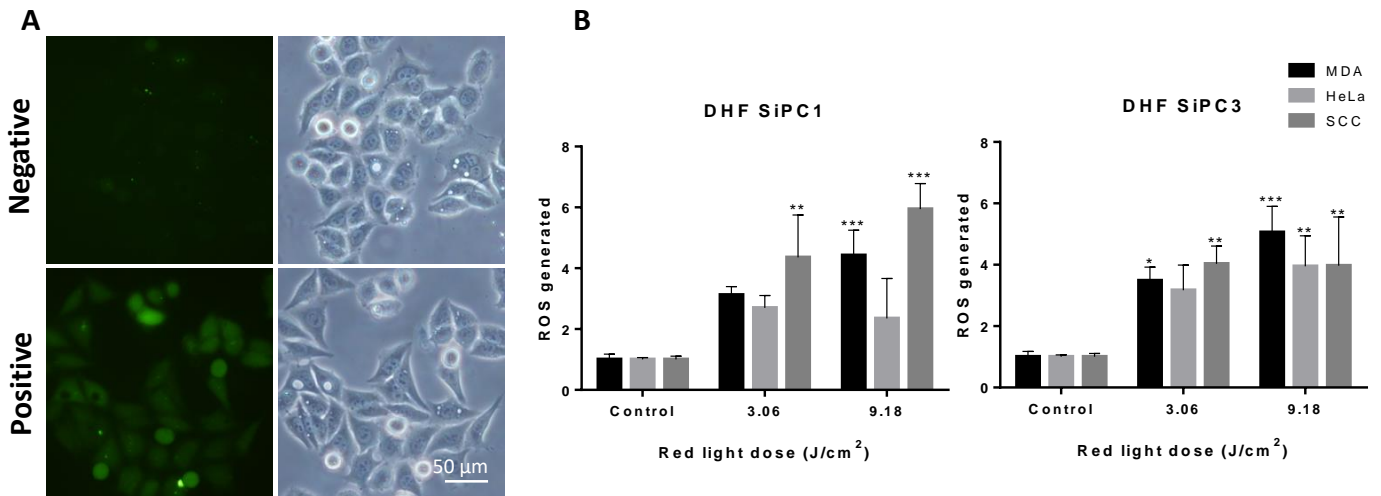 A
B
Negative
Positive
50 µm
DHF SiPC1
ROS generated
8
6
4
2
0
**
***
***
Control
3.06
9.18
Red light dose (J/cm²)
DHF SiPC3
MDA
HeLa
SCC
ROS generated
8
6
4
2
0
*
**
***
**
**
Control
3.06
9.18
Red light dose (J/cm²)